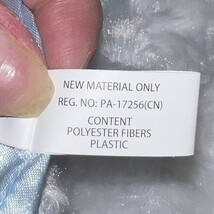 NEW MATERIAL ONLY
REG. NO: PA-17256(CN)
CONTENT
POLYESTER FIBERS
PLASTIC